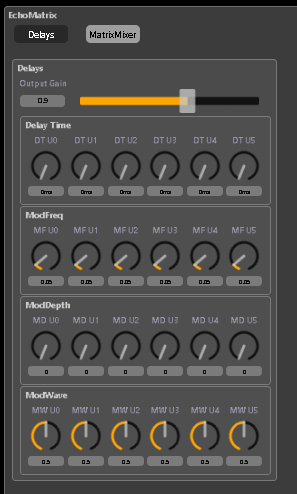 EchoMatrix
Delays MatrixMixer
Delays
Output Gain
0.9
Delay Time
DT U0 DT U1 DT U2 DT U3 DT U4 DT U5
0ms 0ms 0ms 0ms 0ms 0ms
ModFreq
MF U0 MF U1 MF U2 MF U3 MF U4 MF U5
0.05 0.05 0.05 0.05 0.05 0.05
ModDepth
MD U0 MD U1 MD U2 MD U3 MD U4 MD U5
0 0 0 0 0 0
ModWave
MW U0 MW U1 MW U2 MW U3 MW U4 MW U5
0.5 0.5 0.5 0.5 0.5 0.5